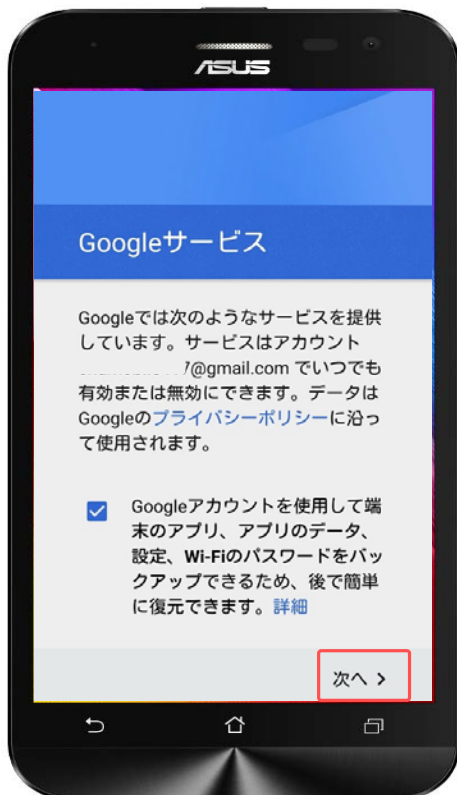 ASUS
Googleサービス
Googleでは次のようなサービスを提供
しています。サービスはアカウント
7@gmail.com でいつでも
有効または無効にできます。データは
Googleのプライバシーポリシーに沿っ
て使用されます。
Googleアカウントを使用して端
末のアプリ、アプリのデータ、
設定、Wi-Fiのパスワードをバッ
クアップできるため、後で簡単
に復元できます。詳細
次へ >